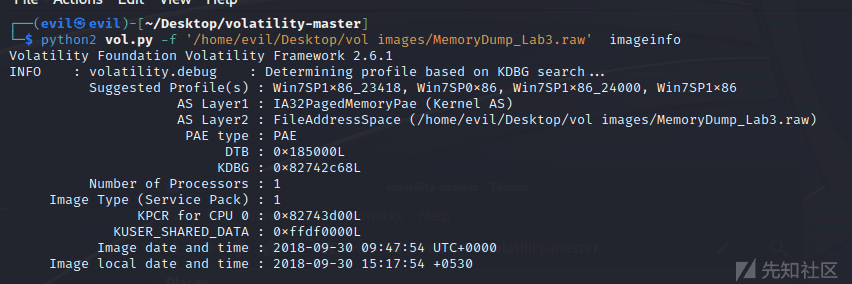 File Actions Edit View Help
┌──(evil㉿evil)-[~/Desktop/volatility-master]
└─$ python2 vol.py -f '/home/evil/Desktop/vol images/MemoryDump_Lab3.raw'  imageinfo
Volatility Foundation Volatility Framework 2.6.1
INFO    : volatility.debug    : Determining profile based on KDBG search...
Suggested Profile(s) : Win7SP1x86_23418, Win7SP0x86, Win7SP1x86_24000, Win7SP1x86
AS Layer1 : IA32PagedMemoryPae (Kernel AS)
AS Layer2 : FileAddressSpace (/home/evil/Desktop/vol images/MemoryDump_Lab3.raw)
PAE type : PAE
DTB : 0x185000L
KDBG : 0x82742c68L
Number of Processors : 1
Image Type (Service Pack) : 1
KPCR for CPU 0 : 0x82743d00L
KUSER_SHARED_DATA : 0xffdf0000L
Image date and time : 2018-09-30 09:47:54 UTC+0000
Image local date and time : 2018-09-30 15:17:54 +0530
先知社区